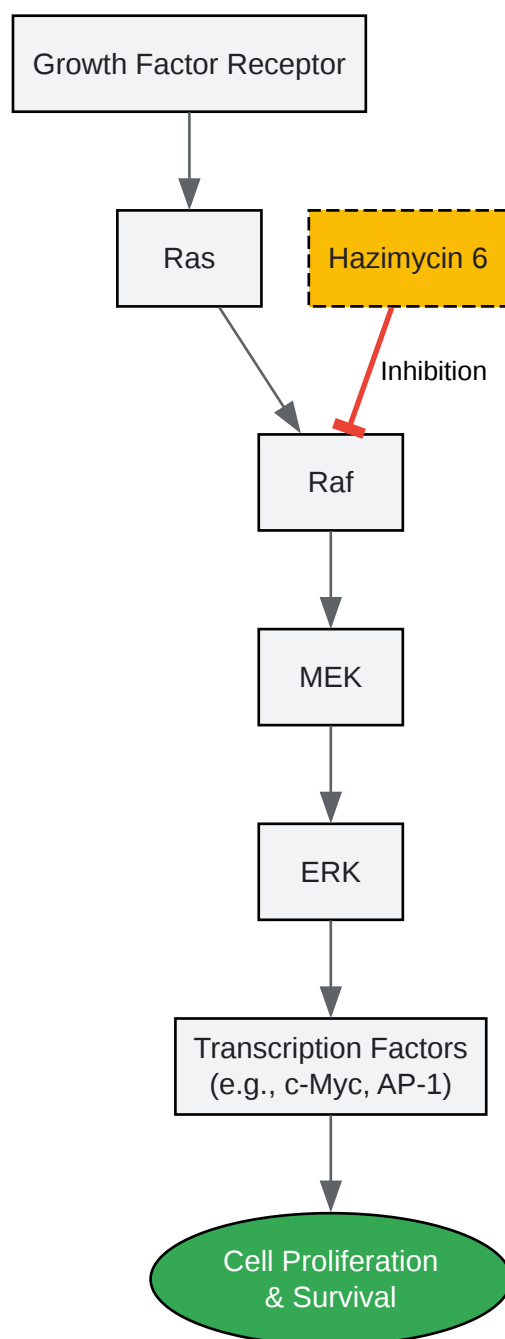 Growth Factor Receptor
Ras
Hazimycin 6
Inhibition
Raf
MEK
ERK
Transcription Factors
(e.g., c-Myc, AP-1)
Cell Proliferation
& Survival